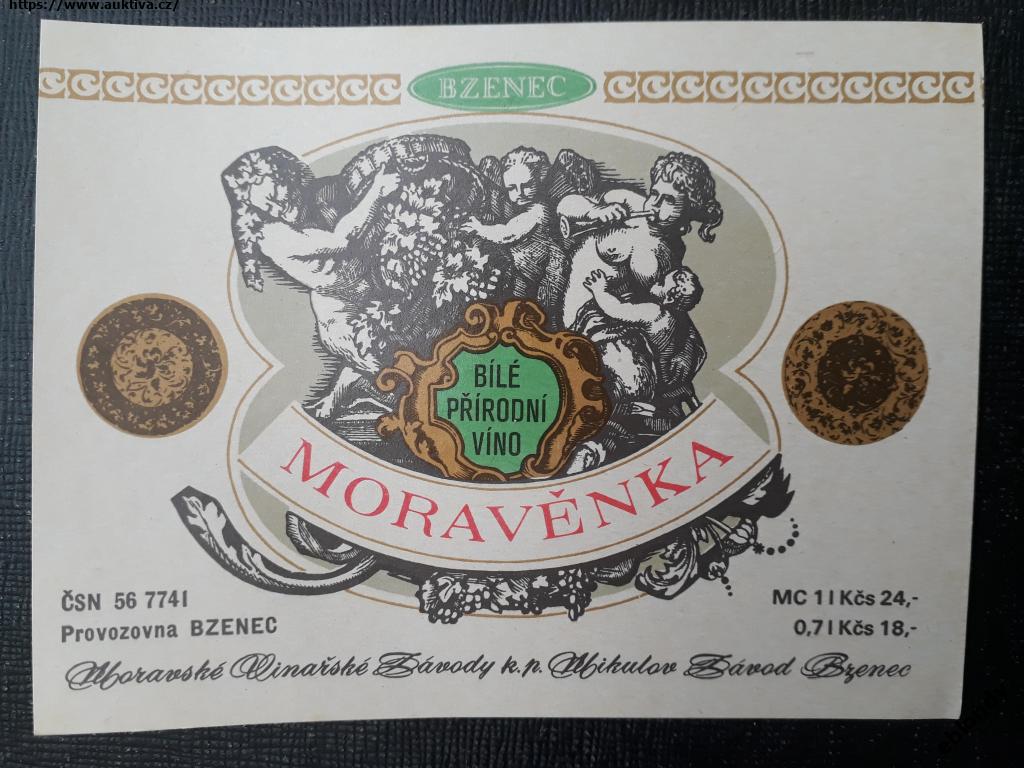 https://www.auktiva.cz/
BZENEC
BÍLÉ
PŘÍRODNÍ
VÍNO
MORAVĚNKA
ČSN 56 7741
Provozovna BZENEC
MC 1 l Kčs 24,-
0,7 l Kčs 18,-
Moravské Vinařské Závody k.p. Mikulov Závod Bzenec